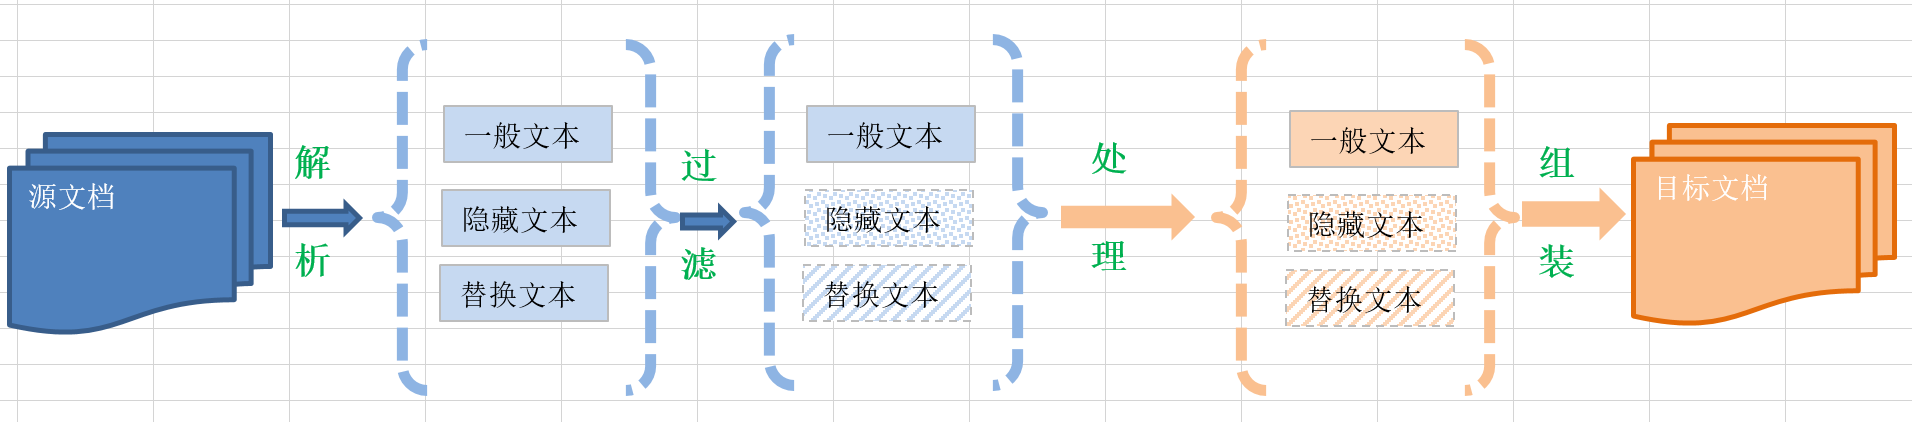 源文档
解
析
一般文本
隐藏文本
替换文本
过
滤
一般文本
隐藏文本
替换文本
处
理
一般文本
隐藏文本
替换文本
组
装
目标文档